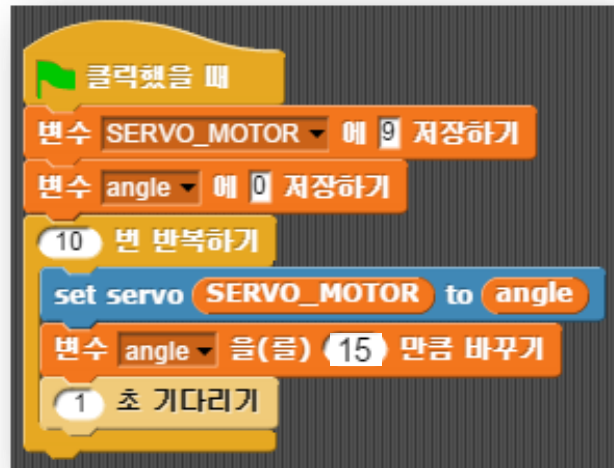 클릭했을 때
변수 SERVO_MOTOR 에 9 저장하기
변수 angle 에 0 저장하기
10 번 반복하기
set servo SERVO_MOTOR to angle
변수 angle 을(를) 15 만큼 바꾸기
1 초 기다리기